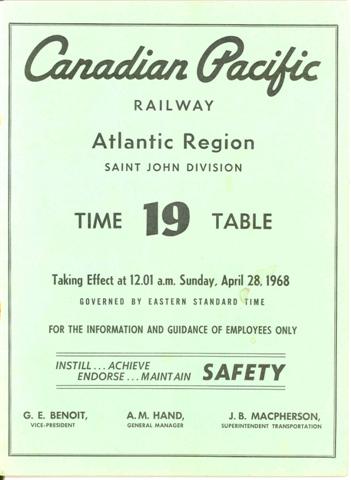 Canadian Pacific
RAILWAY
Atlantic Region
SAINT JOHN DIVISION
TIME 19 TABLE
Taking Effect at 12.01 a.m. Sunday, April 28, 1968
GOVERNED BY EASTERN STANDARD TIME
FOR THE INFORMATION AND GUIDANCE OF EMPLOYEES ONLY
INSTILL...ACHIEVE
ENDORSE...MAINTAIN SAFETY
G. E. BENOIT, A. M. HAND, J. B. MACPHERSON,
VICE-PRESIDENT GENERAL MANAGER SUPERINTENDENT TRANSPORTATION